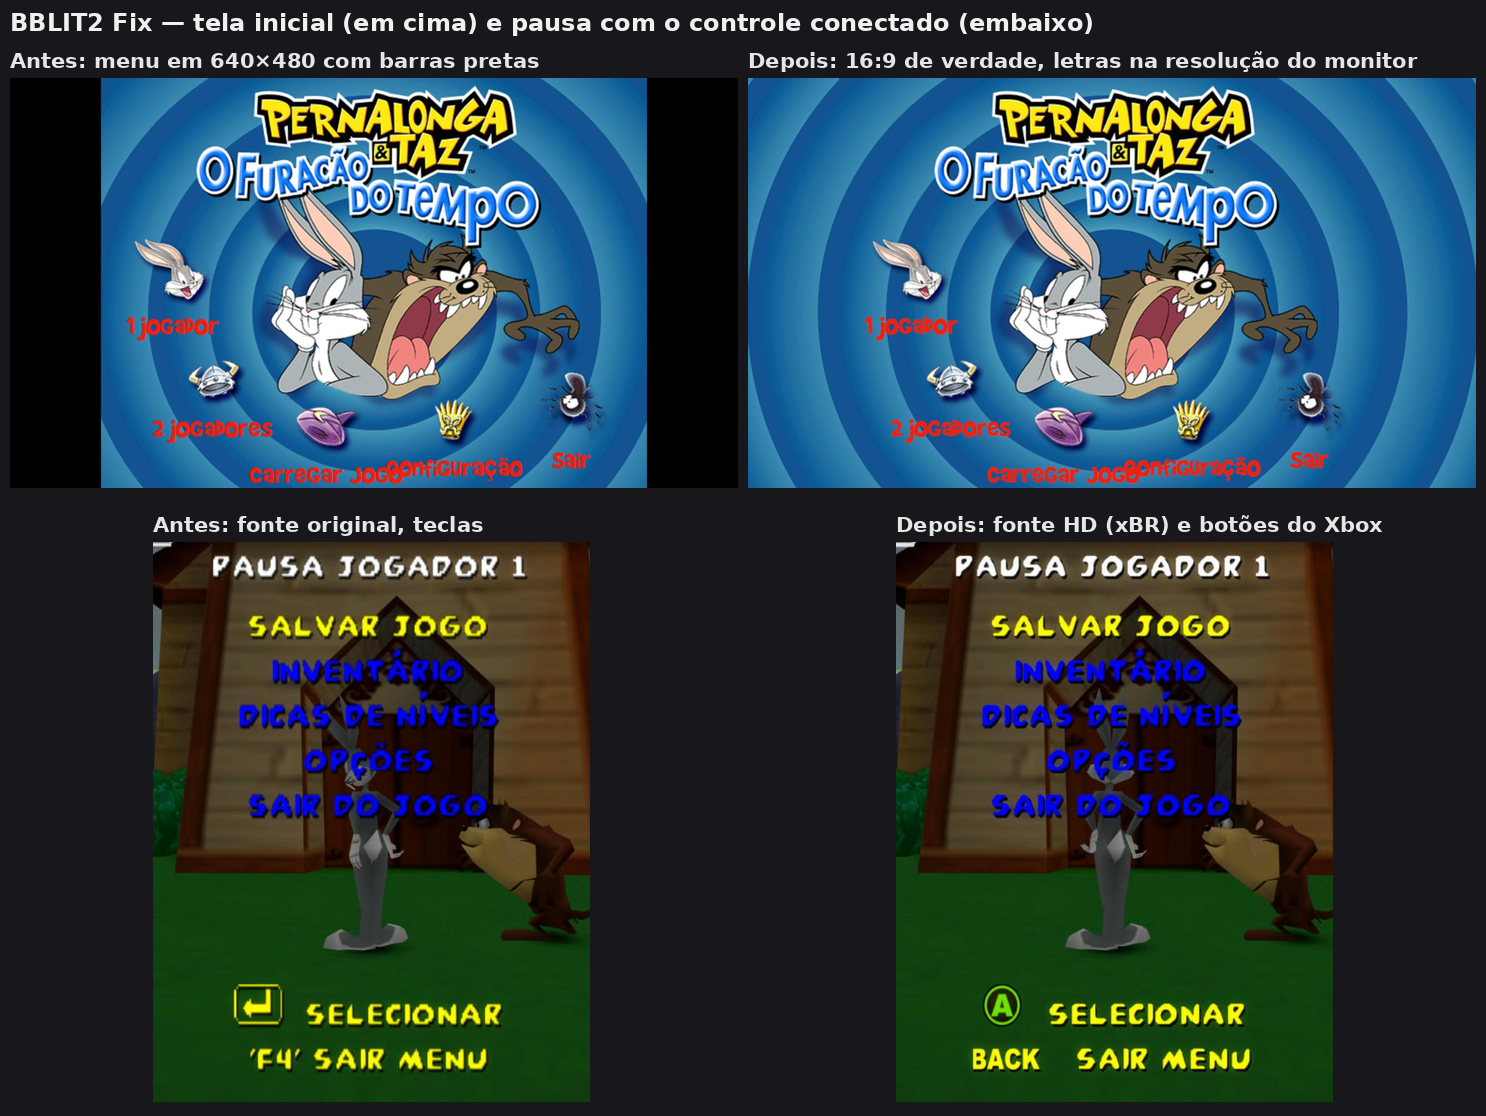 BBLIT2 Fix — tela inicial (em cima) e pausa com o controle conectado (embaixo)
Antes: menu em 640×480 com barras pretas
PERNALONGA
& TAZ™
O FURACÃO
DO TEMPO™
1 jogador
2 jogadores
carregar jogo
configuração
Sair
Depois: 16:9 de verdade, letras na resolução do monitor
PERNALONGA
& TAZ™
O FURACÃO
DO TEMPO™
1 jogador
2 jogadores
carregar jogo
configuração
Sair
Antes: fonte original, teclas
PAUSA JOGADOR 1
SALVAR JOGO
INVENTÁRIO
DICAS DE NÍVEIS
OPÇÕES
SAIR DO JOGO
SELECIONAR
'F4' SAIR MENU
Depois: fonte HD (xBR) e botões do Xbox
PAUSA JOGADOR 1
SALVAR JOGO
INVENTÁRIO
DICAS DE NÍVEIS
OPÇÕES
SAIR DO JOGO
A SELECIONAR
BACK SAIR MENU